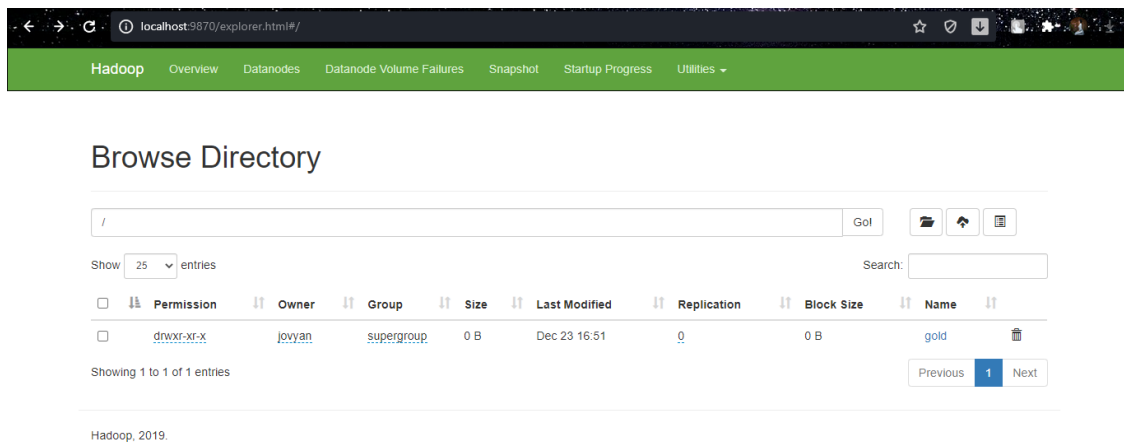 localhost:9870/explorer.html#/
Hadoop Overview Datanodes Datanode Volume Failures Snapshot Startup Progress Utilities
Browse Directory
/ Go!
Show 25 entries Search:
Permission Owner Group Size Last Modified Replication Block Size Name
drwxr-xr-x jovyan supergroup 0 B Dec 23 16:51 0 0 B gold
Showing 1 to 1 of 1 entries Previous 1 Next
Hadoop, 2019.